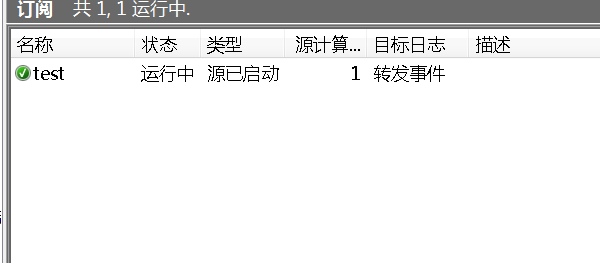 订阅 共 1, 1 运行中.
名称 状态 类型 源计算... 目标日志 描述
test 运行中 源已启动 1 转发事件